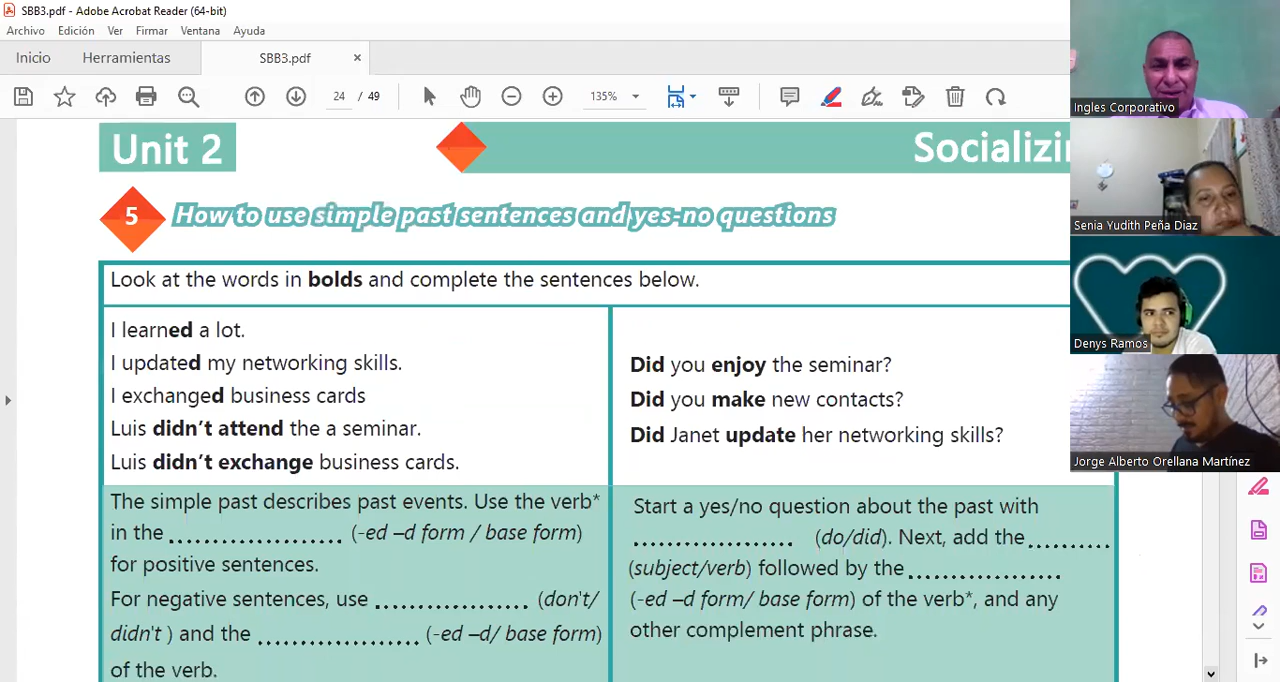 SBB3.pdf - Adobe Acrobat Reader (64-bit)
Archivo Edición Ver Firmar Ventana Ayuda
Inicio Herramientas SBB3.pdf ×
24 / 49 135%
Ingles Corporativo
Senia Yudith Peña Diaz
Denys Ramos
Jorge Alberto Orellana Martínez
Unit 2
Socializi
5 How to use simple past sentences and yes-no questions
Look at the words in bolds and complete the sentences below.
I learned a lot.
I updated my networking skills.
I exchanged business cards
Luis didn't attend the a seminar.
Luis didn't exchange business cards.
Did you enjoy the seminar?
Did you make new contacts?
Did Janet update her networking skills?
The simple past describes past events. Use the verb*
in the .................... (-ed –d form / base form)
for positive sentences.
For negative sentences, use .................. (don't/
didn't ) and the ................... (-ed –d/ base form)
of the verb.
Start a yes/no question about the past with
................... (do/did). Next, add the ..........
(subject/verb) followed by the ..................
(-ed –d form/ base form) of the verb*, and any
other complement phrase.